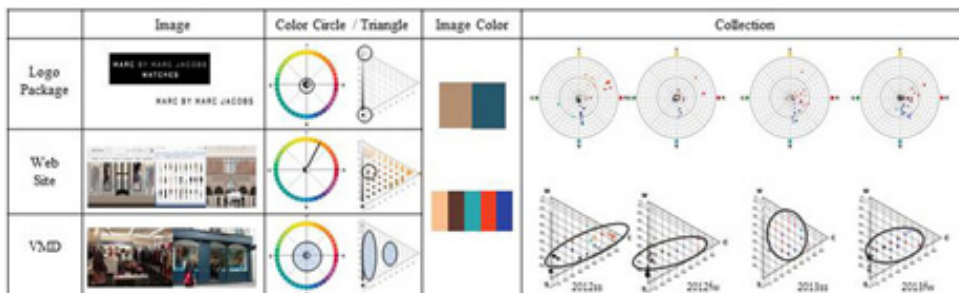 Image
Color Circle / Triangle
Image Color
Collection
Logo
Package
MARC BY MARC JACOBS
WATCHES
MARC BY MARC JACOBS
Web
Site
VMD
2012ss
2012fw
2013ss
2013fw